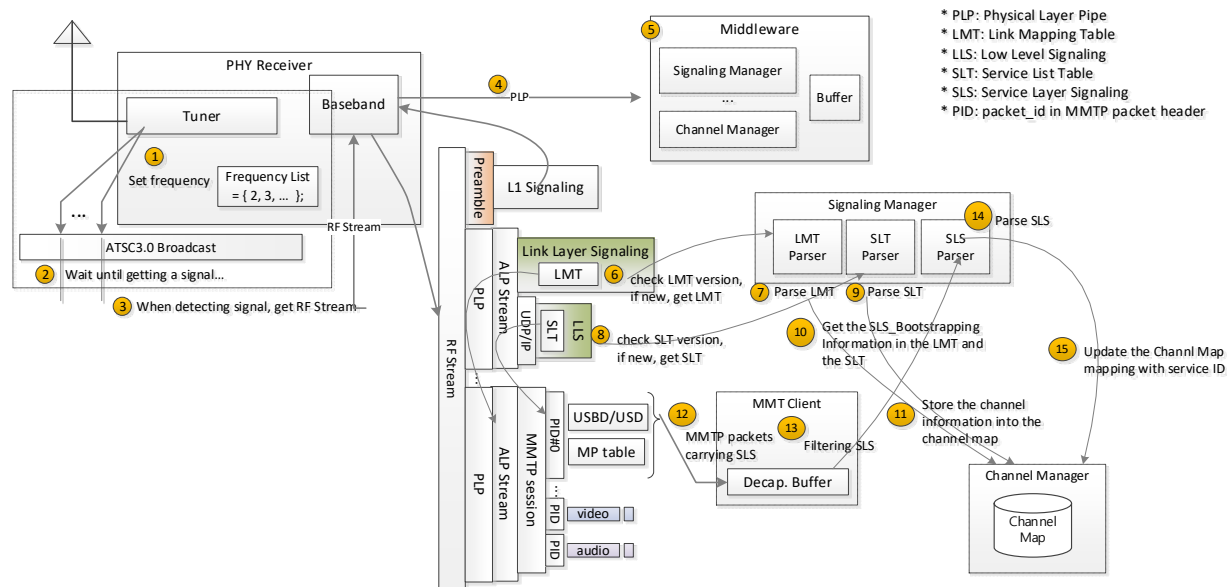 * PLP: Physical Layer Pipe
* LMT: Link Mapping Table
* LLS: Low Level Signaling
* SLT: Service List Table
* SLS: Service Layer Signaling
* PID: packet_id in MMTP packet header
PHY Receiver
Tuner
Baseband
1
Set frequency
Frequency List
= { 2, 3, … };
...
RF Stream
ATSC3.0 Broadcast
2 Wait until getting a signal…
3 When detecting signal, get RF Stream
4
PLP
5
Middleware
Signaling Manager
...
Channel Manager
Buffer
RF Stream
Preamble
L1 Signaling
PLP
ALP Stream
Link Layer Signaling
LMT
6
check LMT version,
if new, get LMT
UDP/IP
SLT
LLS
8
check SLT version,
if new, get SLT
...
PLP
ALP Stream
MMTP session
PID#0
USBD/USD
MP table
...
PID
video
PID
audio
12
MMTP packets
carrying SLS
MMT Client
13
Filtering SLS
Decap. Buffer
Signaling Manager
LMT
Parser
SLT
Parser
SLS
Parser
14
Parse SLS
7 Parse LMT
9 Parse SLT
10
Get the SLS_Bootstrapping
Information in the LMT and
the SLT
11
Store the channel
information into the
channel map
15
Update the Channl Map
mapping with service ID
Channel Manager
Channel
Map